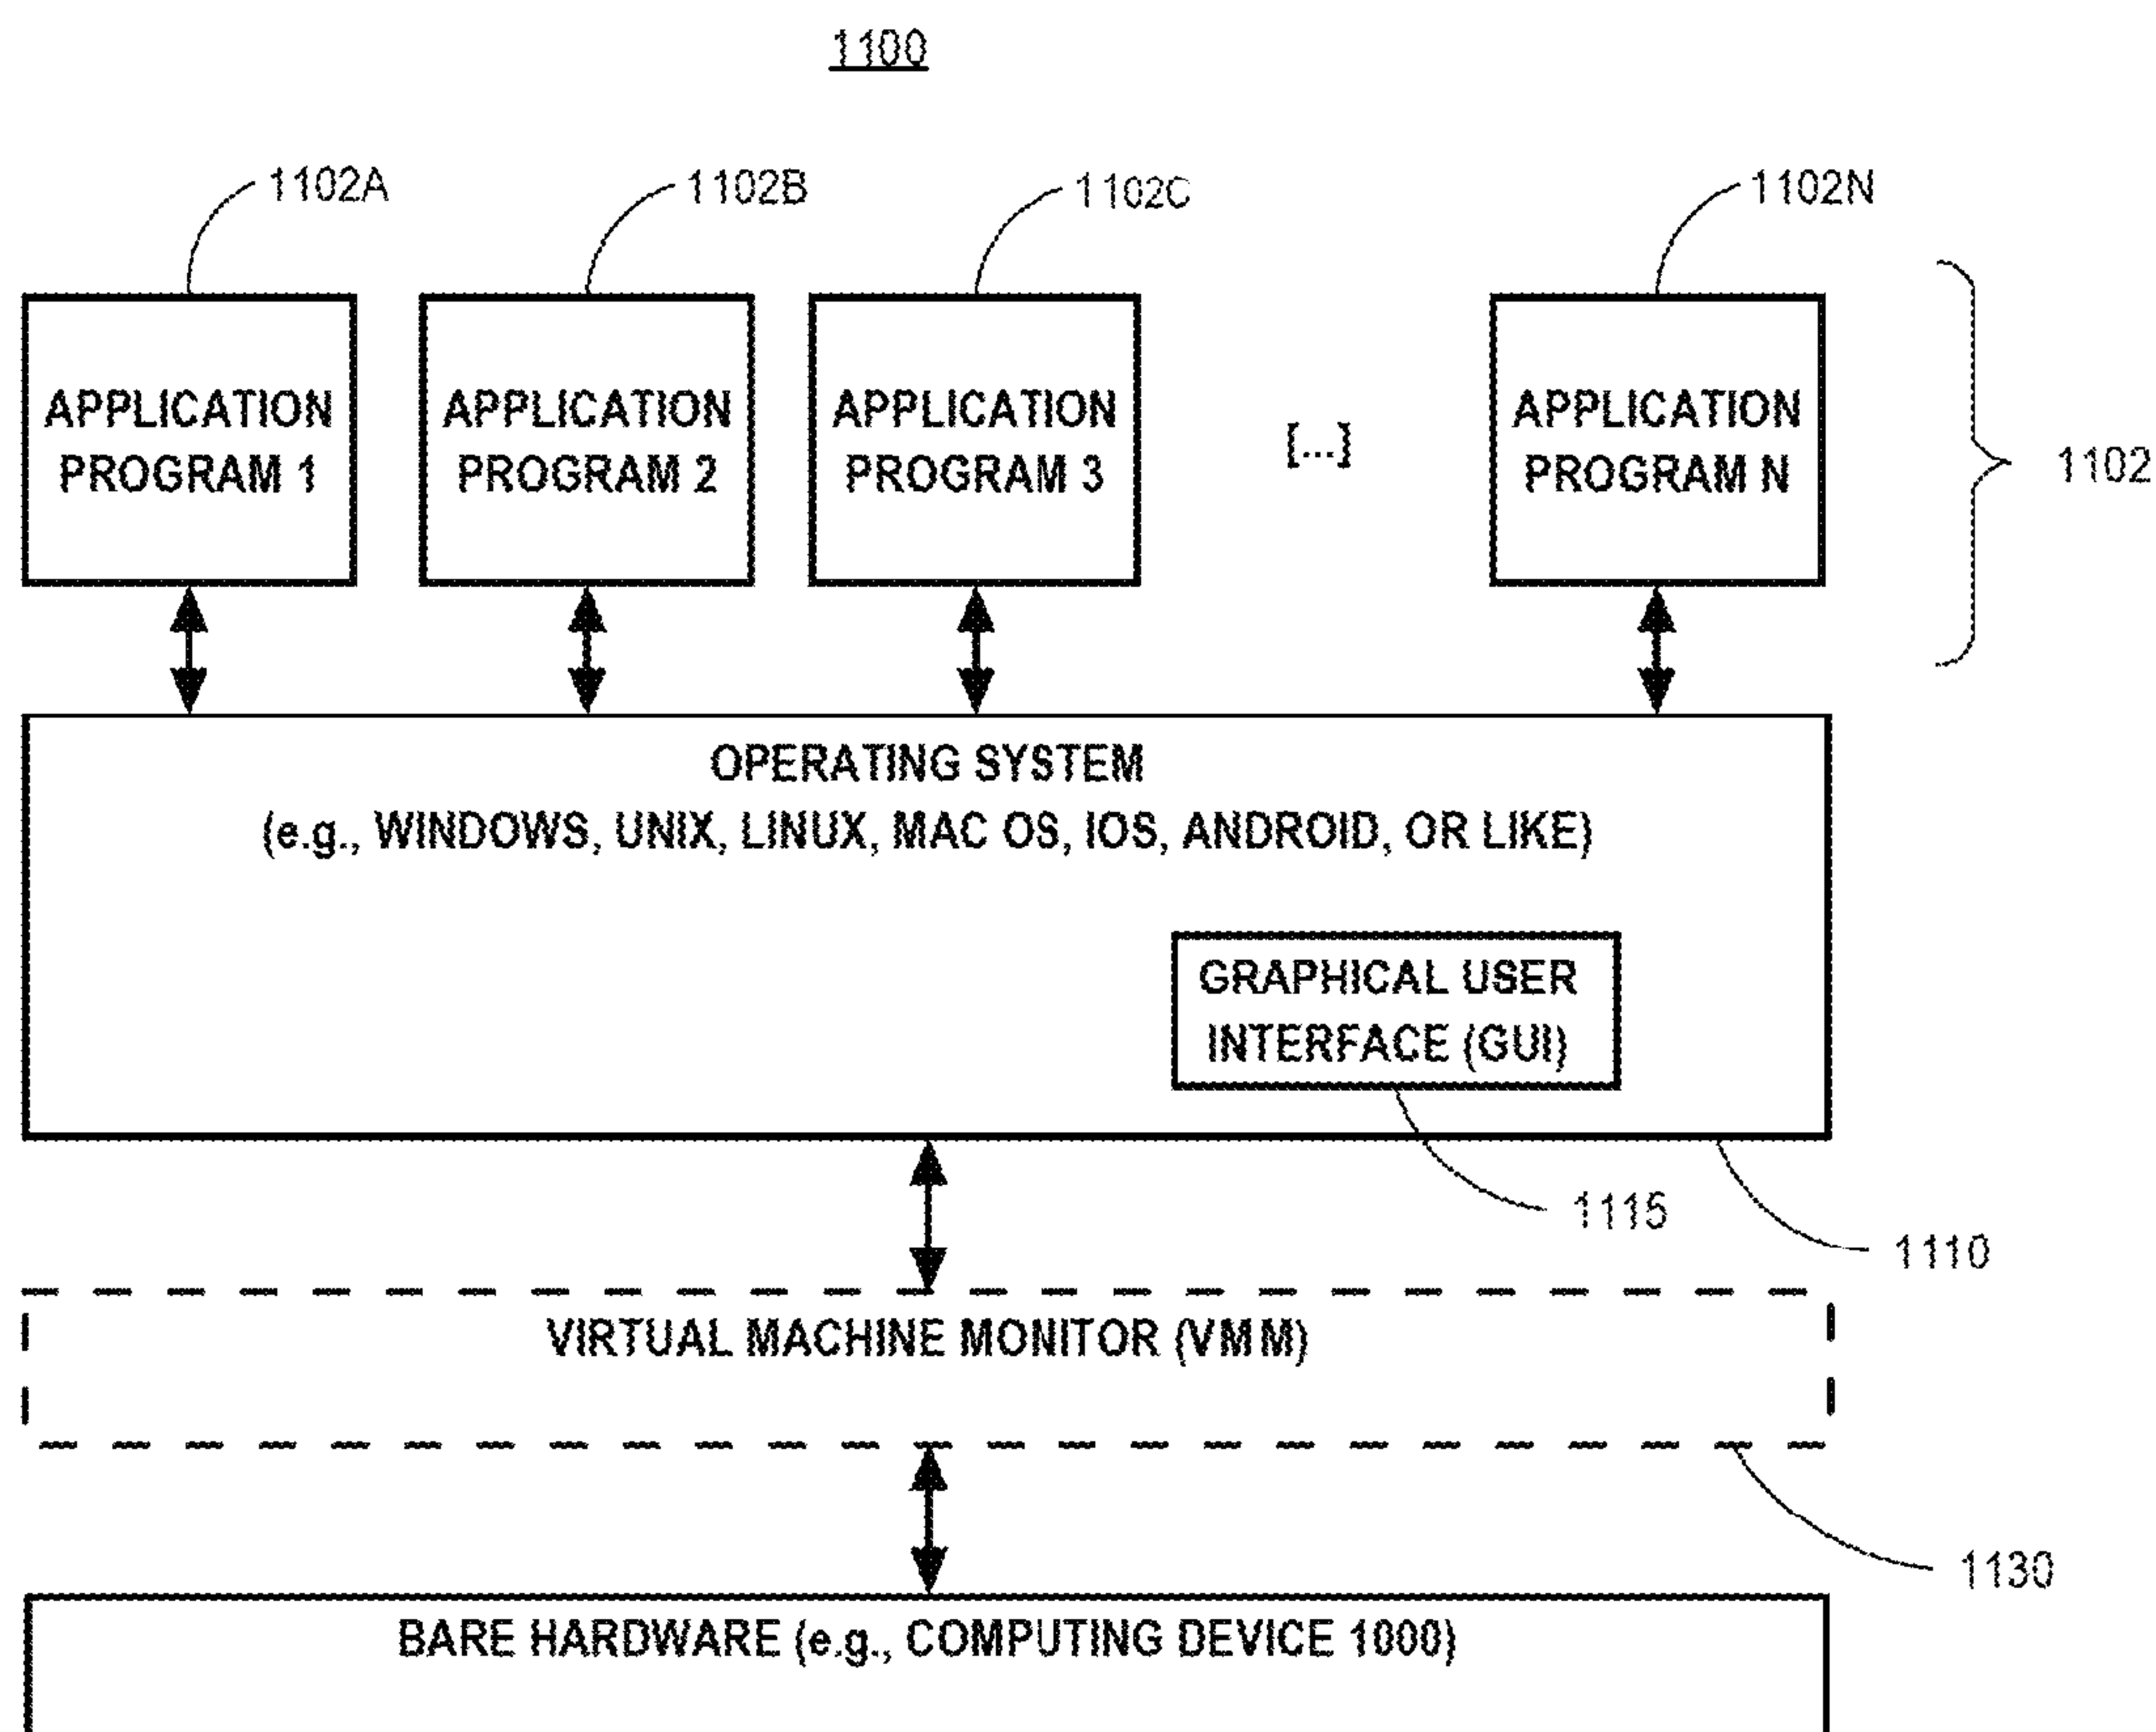 1100
1102A
1102B
1102C
1102N
APPLICATION
PROGRAM 1
APPLICATION
PROGRAM 2
APPLICATION
PROGRAM 3
[...]
APPLICATION
PROGRAM N
1102
OPERATING SYSTEM
(e.g., WINDOWS, UNIX, LINUX, MAC OS, IOS, ANDROID, OR LIKE)
GRAPHICAL USER
INTERFACE (GUI)
1115
1110
VIRTUAL MACHINE MONITOR (VMM)
1130
BARE HARDWARE (e.g., COMPUTING DEVICE 1000)